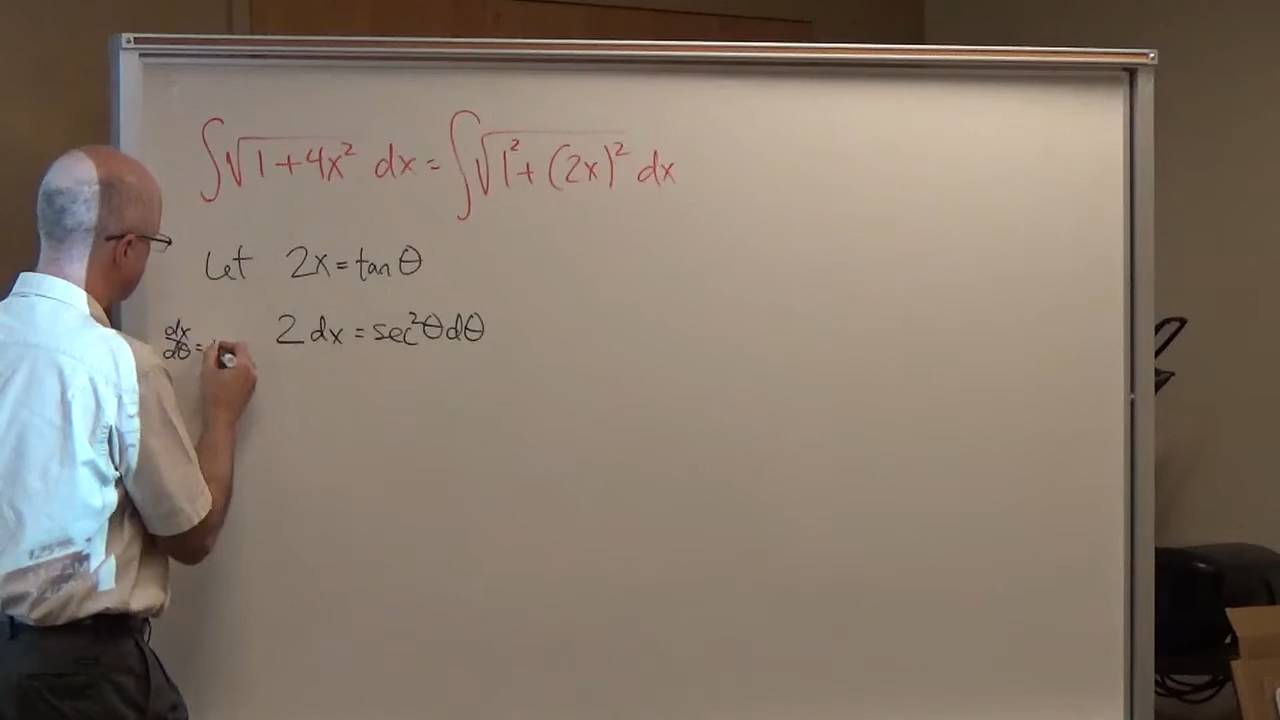 ∫√1+4x² dx = ∫√1²+(2x)² dx
Let 2x = tan θ
2 dx = sec²θ dθ
dx/dθ =